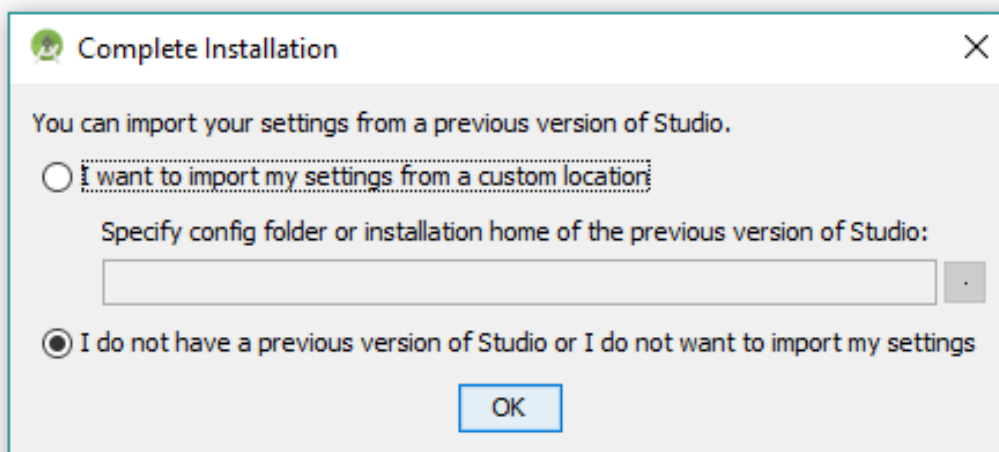 Complete Installation
You can import your settings from a previous version of Studio.
I want to import my settings from a custom location
Specify config folder or installation home of the previous version of Studio:
.
I do not have a previous version of Studio or I do not want to import my settings
OK